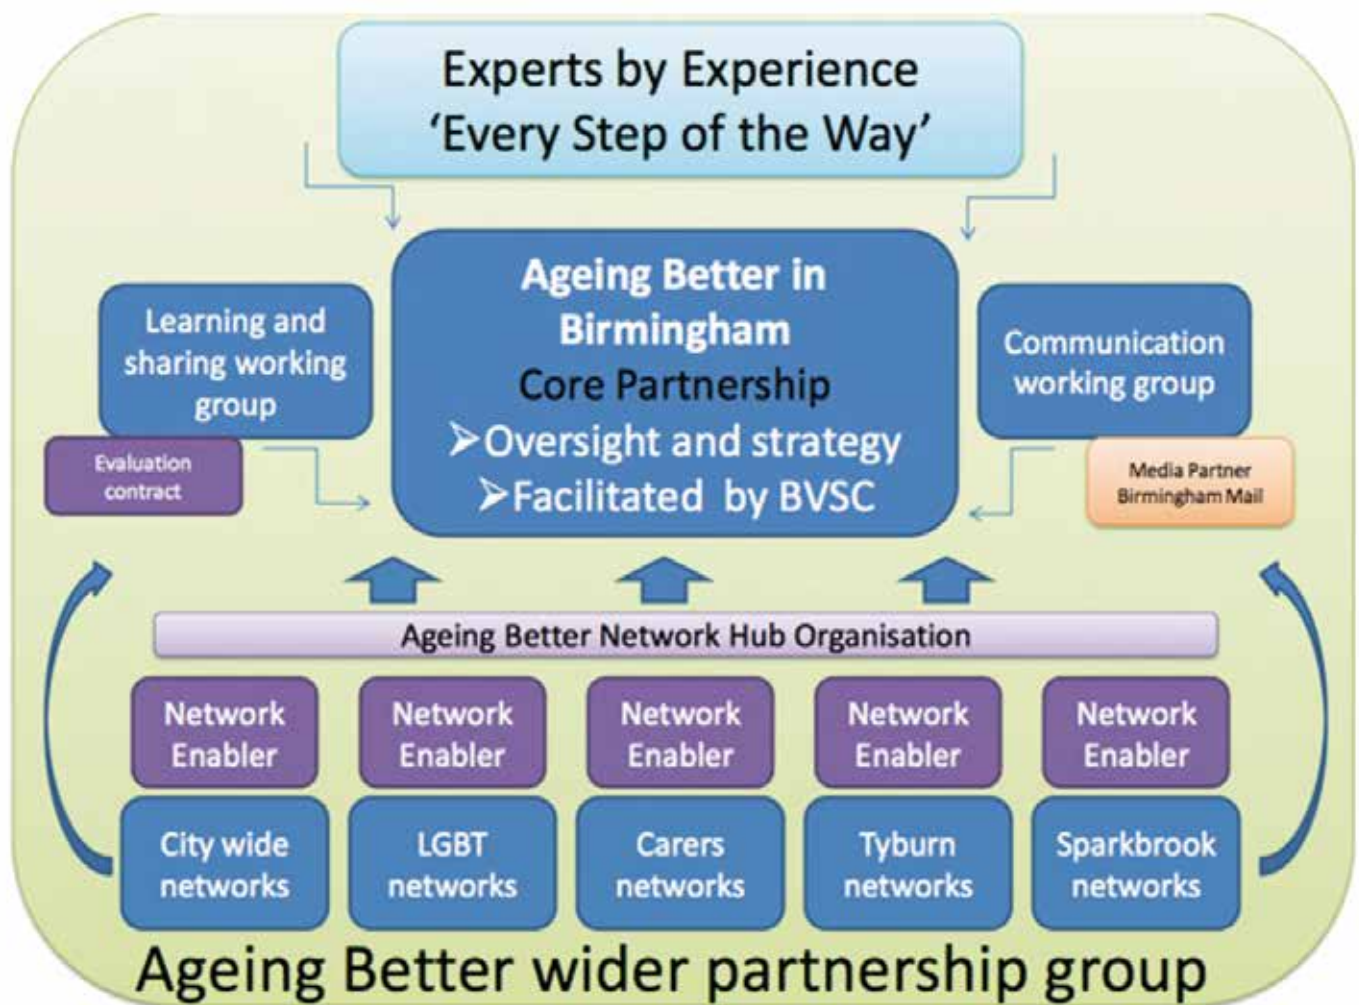 Experts by Experience
‘Every Step of the Way’
Ageing Better in
Birmingham
Core Partnership
➤Oversight and strategy
➤Facilitated by BVSC
Learning and
sharing working
group
Evaluation
contract
Communication
working group
Media Partner
Birmingham Mail
Ageing Better Network Hub Organisation
Network
Enabler
Network
Enabler
Network
Enabler
Network
Enabler
Network
Enabler
City wide
networks
LGBT
networks
Carers
networks
Tyburn
networks
Sparkbrook
networks
Ageing Better wider partnership group